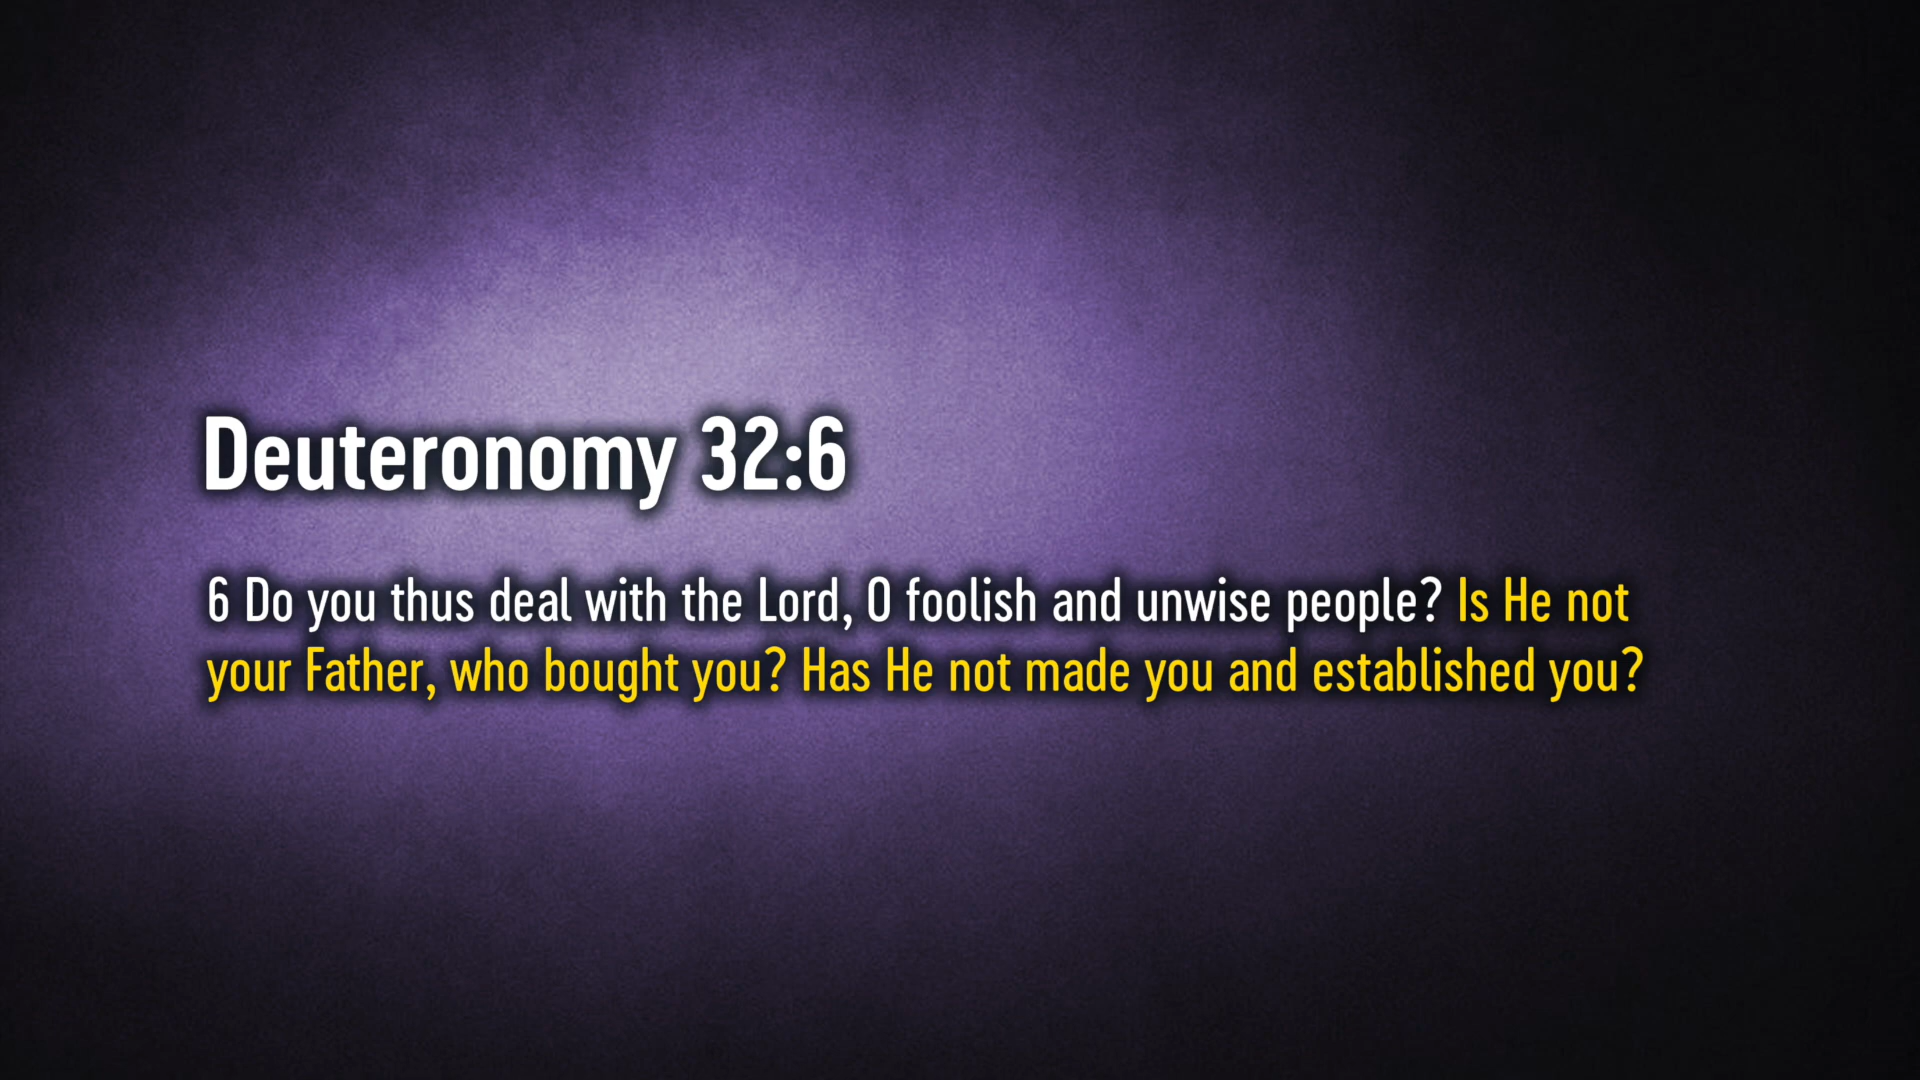 Deuteronomy 32:6
6 Do you thus deal with the Lord, O foolish and unwise people? Is He not
your Father, who bought you? Has He not made you and established you?